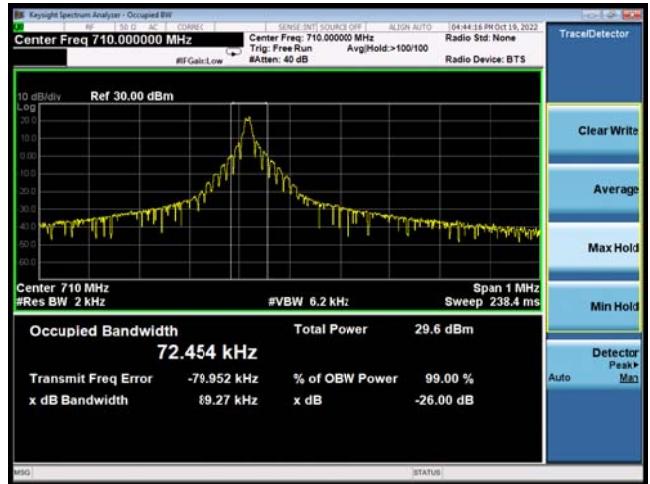 Keysight Spectrum Analyzer - Occupied BW
RF 50 Ω AC CORREC SENSE:INT SOURCE OFF ALIGN AUTO 04:44:16 PM Oct 19, 2022
Center Freq 710.000000 MHz
Center Freq: 710.000000 MHz
Radio Std: None
Trig: Free Run Avg|Hold:>100/100
#IFGain:Low
#Atten: 40 dB
Radio Device: BTS
Trace/Detector
10 dB/div Ref 30.00 dBm
Log
20.0
10.0
0.00
10.0
20.0
30.0
40.0
50.0
60.0
Center 710 MHz
Span 1 MHz
#Res BW 2 kHz
#VBW 6.2 kHz
Sweep 238.4 ms
Occupied Bandwidth
Total Power 29.6 dBm
72.454 kHz
Transmit Freq Error -79.952 kHz
% of OBW Power 99.00 %
x dB Bandwidth 89.27 kHz
x dB -26.00 dB
Clear Write
Average
Max Hold
Min Hold
Detector
Peak▶
Auto Man
MSG
STATUS